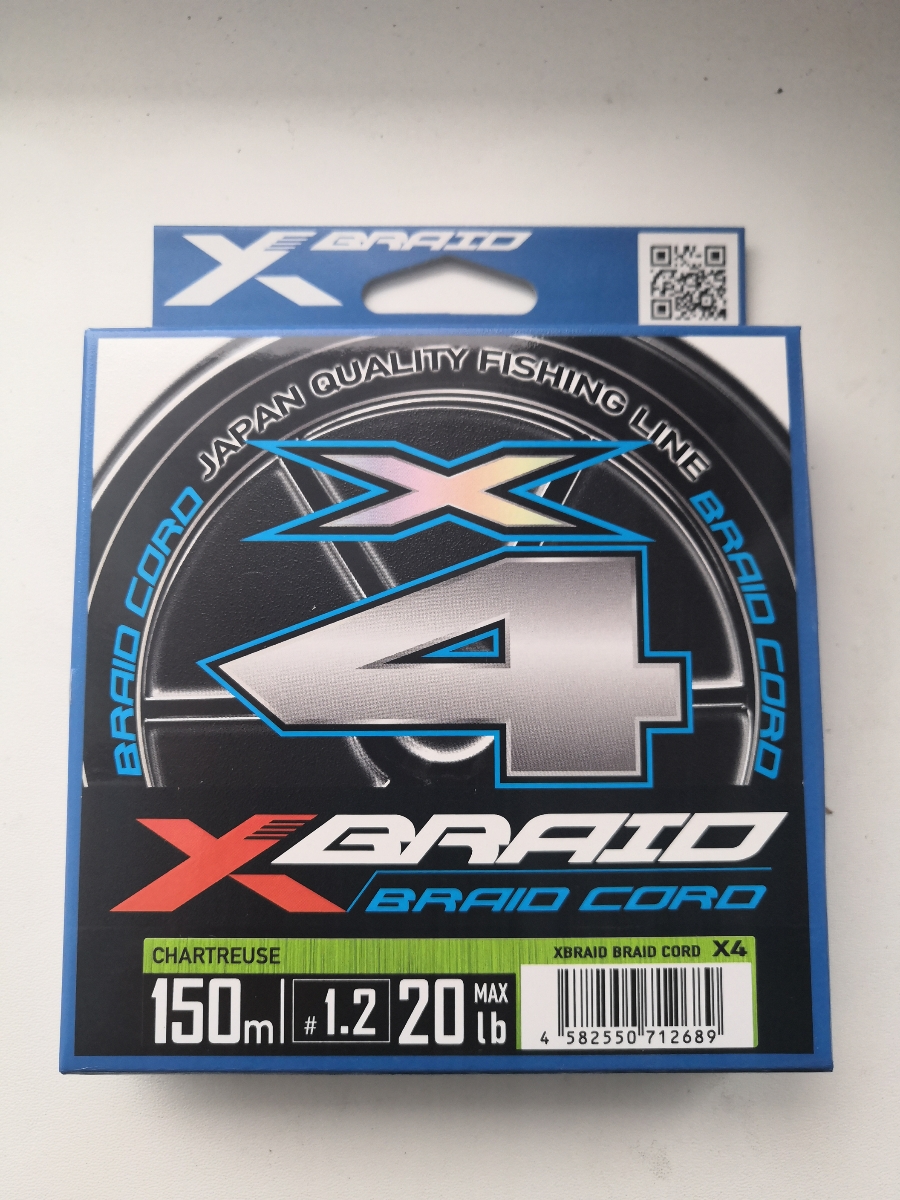 X BRAID
JAPAN QUALITY FISHING LINE
BRAID CORD
BRAID CORD
X
4
XBRAID
BRAID CORD
CHARTREUSE
XBRAID BRAID CORD X4
150m #1.2 20 MAX lb
4 582550 712689